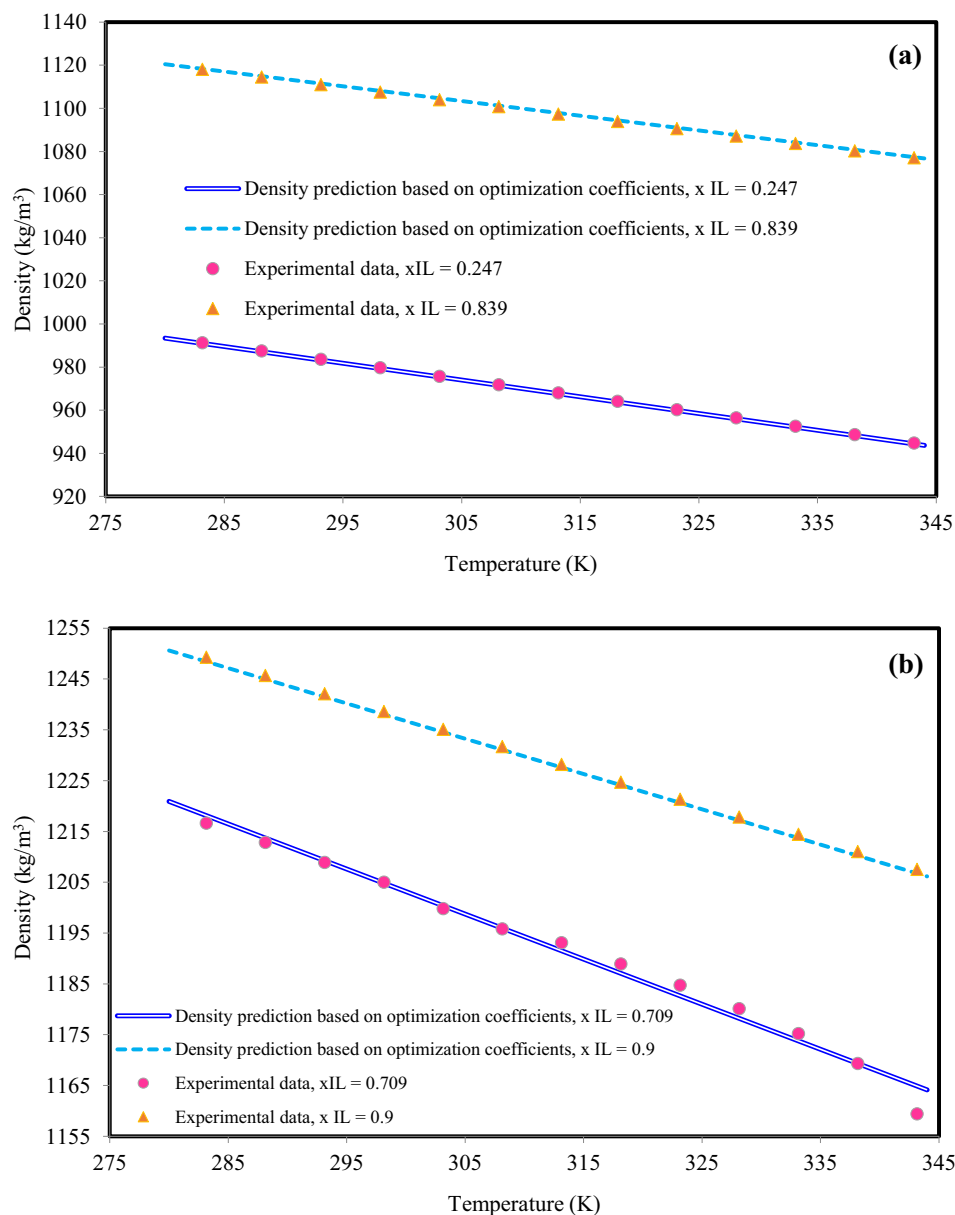 1140
1120
1100
1080
1060
1040
1020
1000
980
960
940
920
Density (kg/m³)
(a)
Density prediction based on optimization coefficients, x IL = 0.247
Density prediction based on optimization coefficients, x IL = 0.839
Experimental data, xIL = 0.247
Experimental data, x IL = 0.839
275 285 295 305 315 325 335 345
Temperature (K)
1255
1245
1235
1225
1215
1205
1195
1185
1175
1165
1155
Density (kg/m³)
(b)
Density prediction based on optimization coefficients, x IL = 0.709
Density prediction based on optimization coefficients, x IL = 0.9
Experimental data, xIL = 0.709
Experimental data, x IL = 0.9
275 285 295 305 315 325 335 345
Temperature (K)